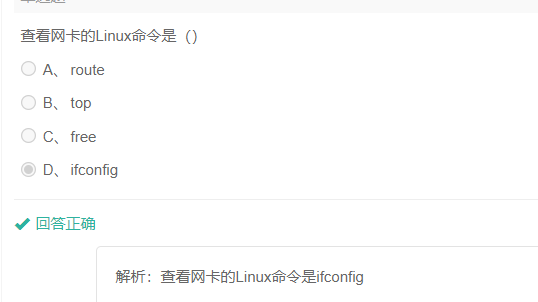 查看网卡的Linux命令是（）
A、 route
B、 top
C、 free
D、 ifconfig
回答正确
解析：查看网卡的Linux命令是ifconfig